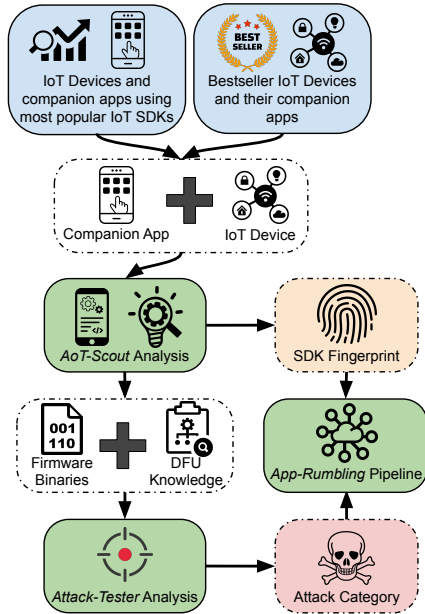 BEST
SELLER
IoT Devices and
companion apps using
most popular IoT SDKs
Bestseller IoT Devices
and their companion
apps
Companion App
IoT Device
</>
AoT-Scout Analysis
SDK Fingerprint
001
110
Firmware
Binaries
DFU
Knowledge
App-Rumbling Pipeline
Attack-Tester Analysis
Attack Category